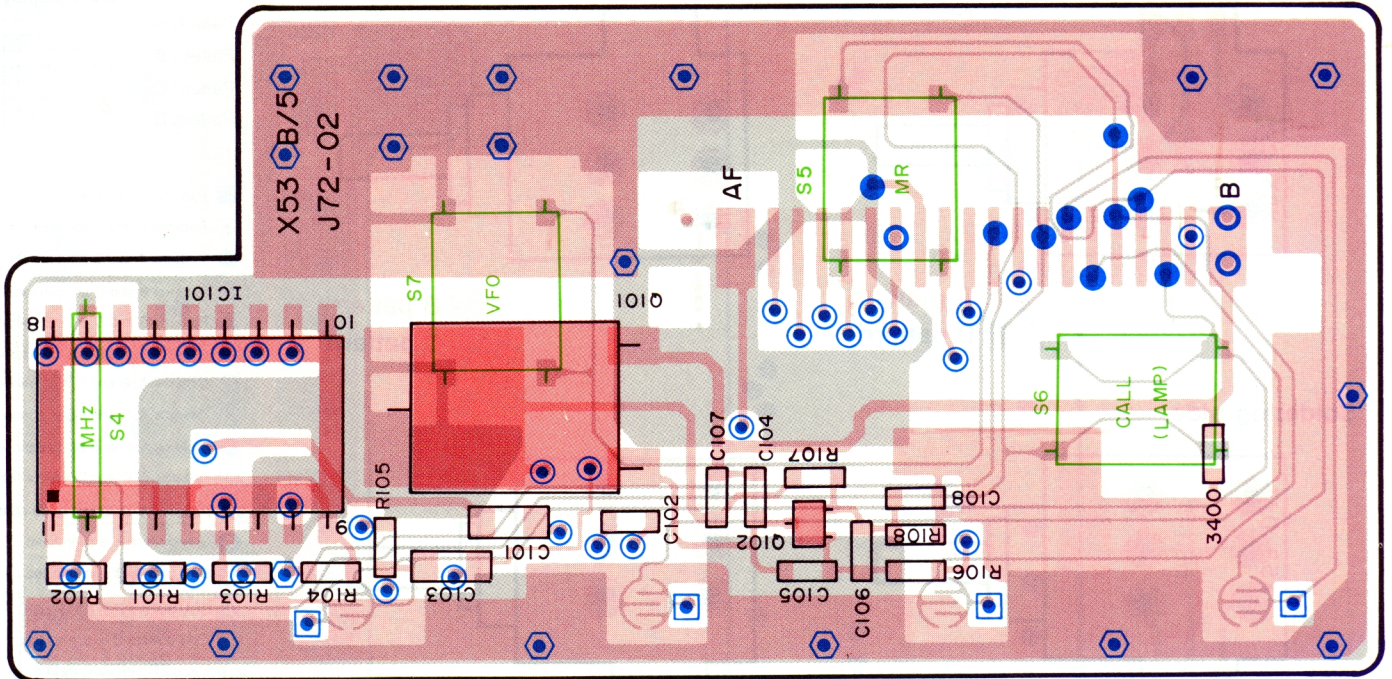 X53 B/5
J72-02
AF
S5
MR
B
S7
VFO
IC101
18
10
Q101
MHz
S4
S6
CALL
(LAMP)
C107
C104
R107
R105
C108
3400
1
9
C101
C102
Q102
R108
R102
R101
R103
R104
C103
C105
C106
R106